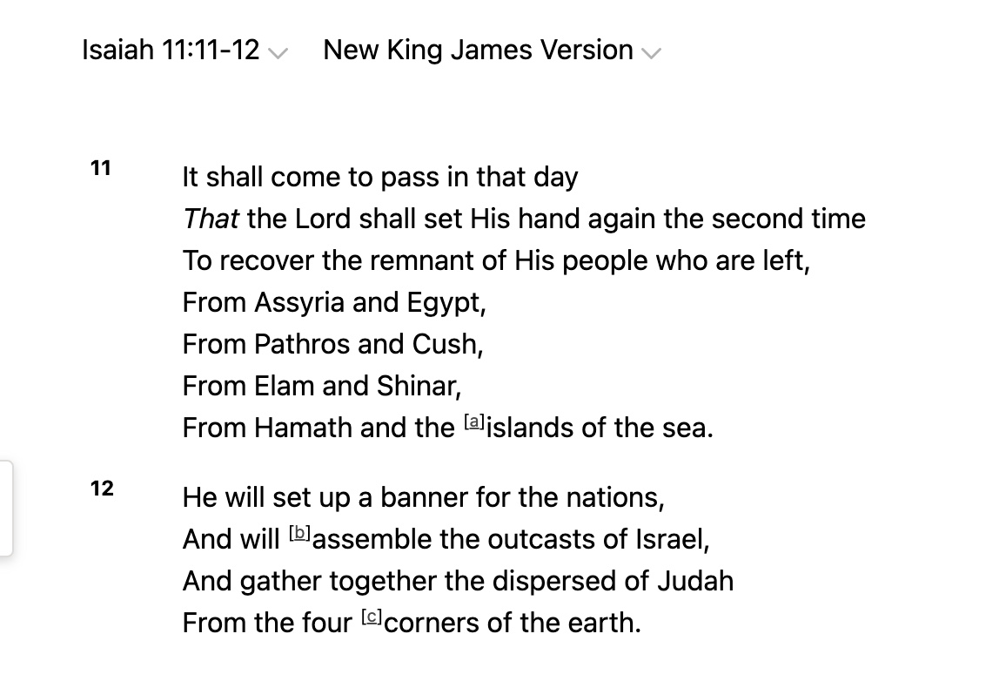 Isaiah 11:11-12 New King James Version
11 It shall come to pass in that day
That the Lord shall set His hand again the second time
To recover the remnant of His people who are left,
From Assyria and Egypt,
From Pathros and Cush,
From Elam and Shinar,
From Hamath and the [a]islands of the sea.
12 He will set up a banner for the nations,
And will [b]assemble the outcasts of Israel,
And gather together the dispersed of Judah
From the four [c]corners of the earth.